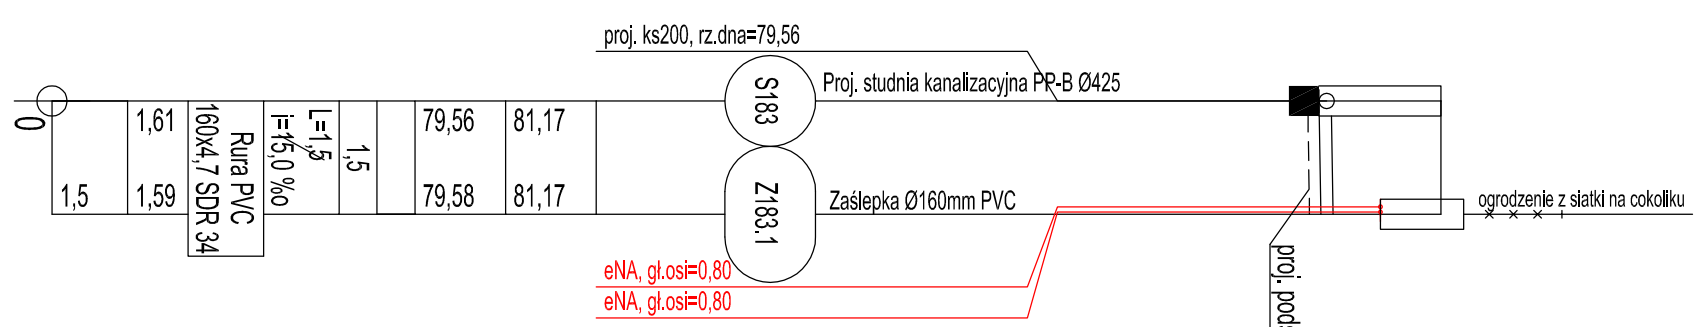 proj. ks200, rz.dna=79,56
S183
Proj. studnia kanalizacyjna PP-B Ø425
0
1,61
160x4,7 SDR 34
Rura PVC
i=15,0 ‰
L=1,5
1,5
79,56
81,17
1,5
1,59
79,58
81,17
Z183.1
Zaślepka Ø160mm PVC
ogrodzenie z siatki na cokoliku
eNA, gł.osi=0,80
eNA, gł.osi=0,80
proj.